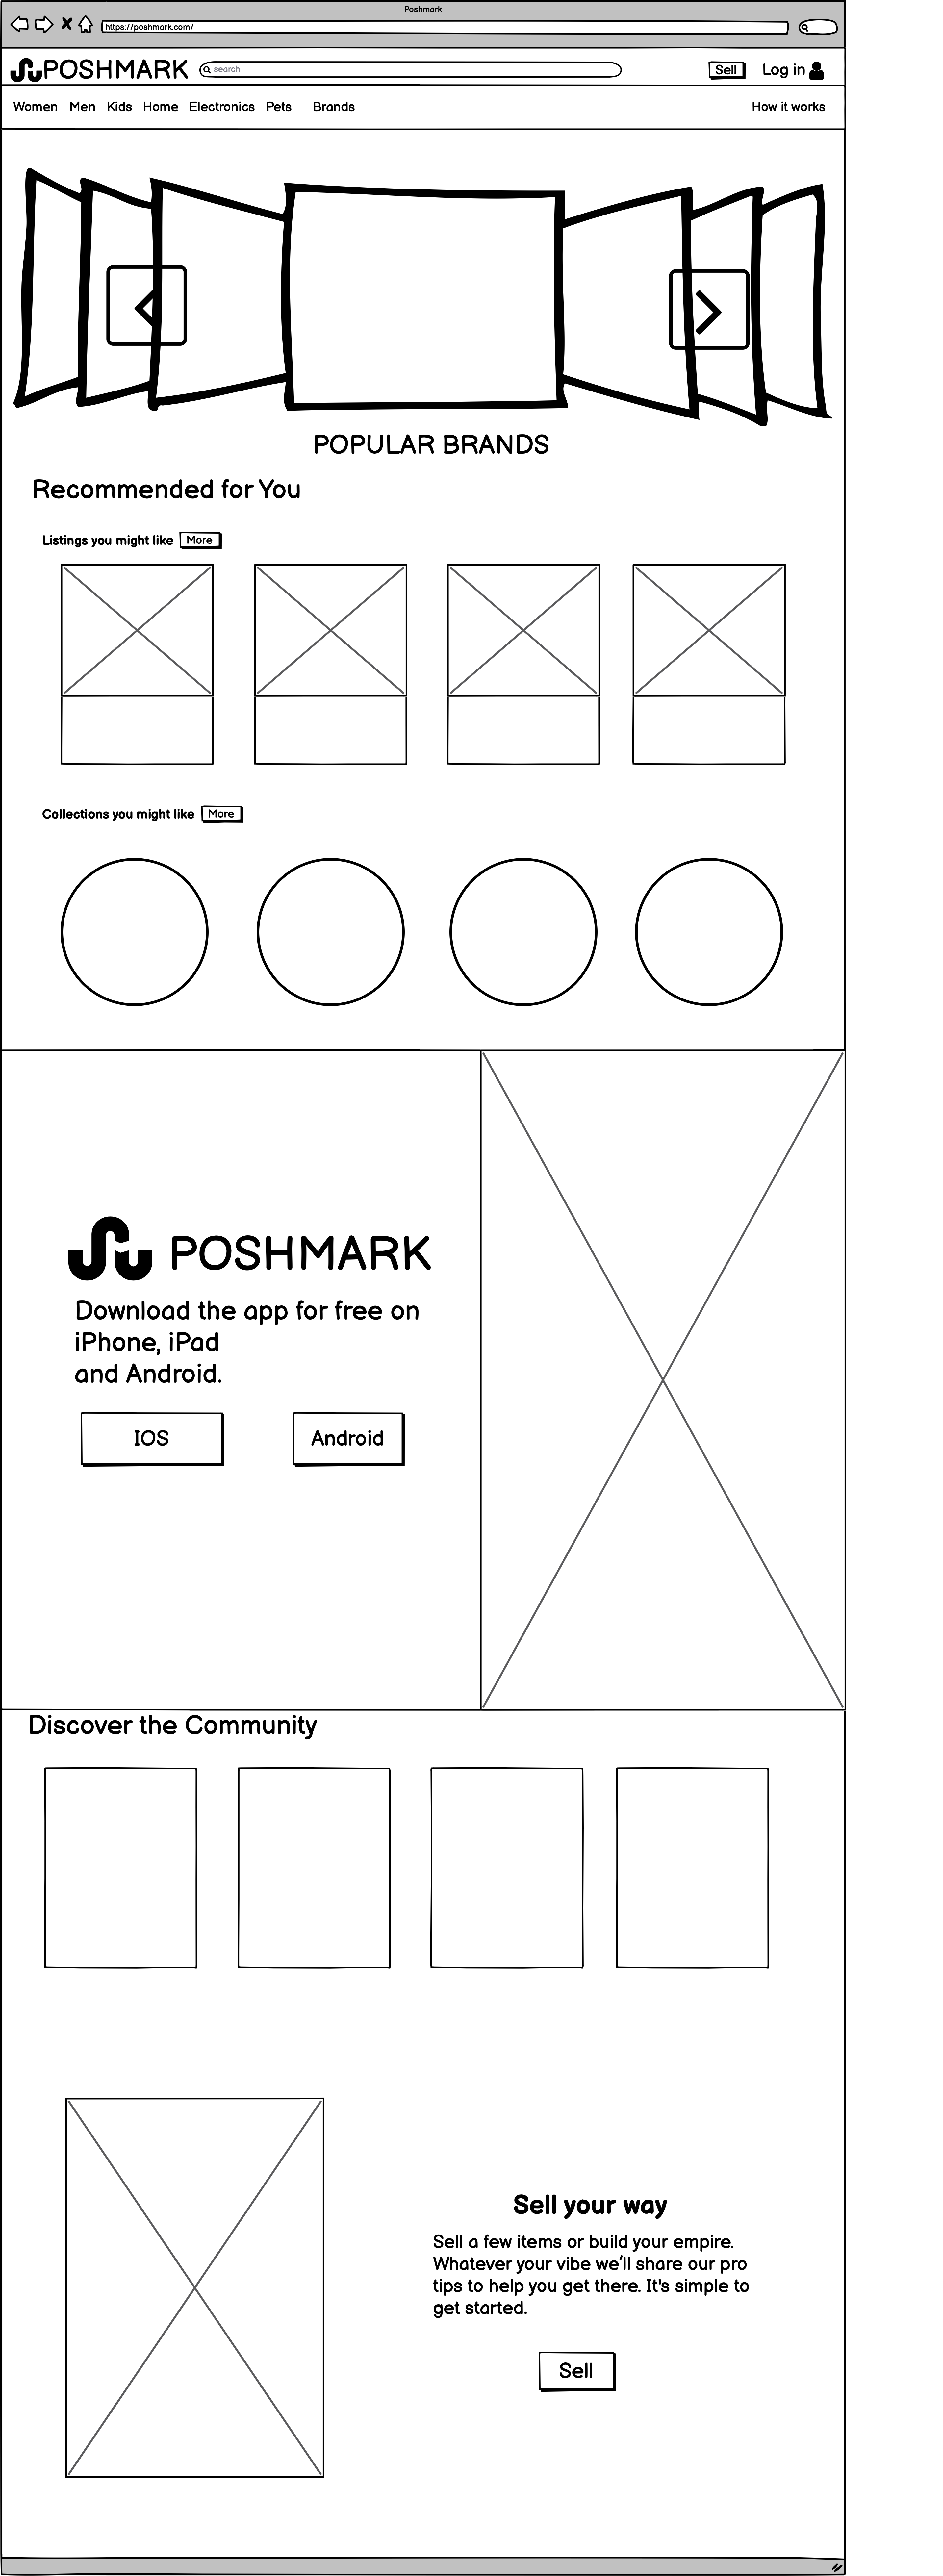 Poshmark
https://poshmark.com/
POSHMARK search Sell Log in
Women Men Kids Home Electronics Pets Brands How it works
POPULAR BRANDS
Recommended for You
Listings you might like More
Collections you might like More
POSHMARK
Download the app for free on
iPhone, iPad
and Android.
IOS Android
Discover the Community
Sell your way
Sell a few items or build your empire.
Whatever your vibe we’ll share our pro
tips to help you get there. It's simple to
get started.
Sell